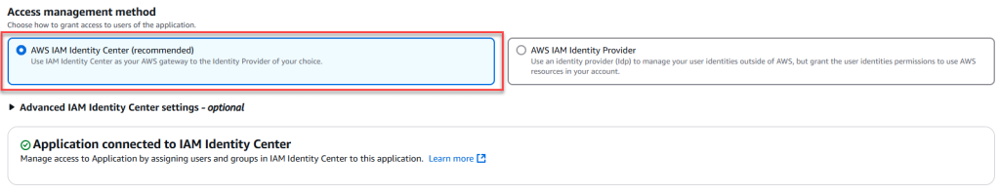 Access management method
Choose how to grant access to users of the application.
AWS IAM Identity Center (recommended)
Use IAM Identity Center as your AWS gateway to the Identity Provider of your choice.
AWS IAM Identity Provider
Use an identity provider (Idp) to manage your user identities outside of AWS, but grant the user identities permissions to use AWS
resources in your account.
Advanced IAM Identity Center settings - optional
Application connected to IAM Identity Center
Manage access to Application by assigning users and groups in IAM Identity Center to this application. Learn more